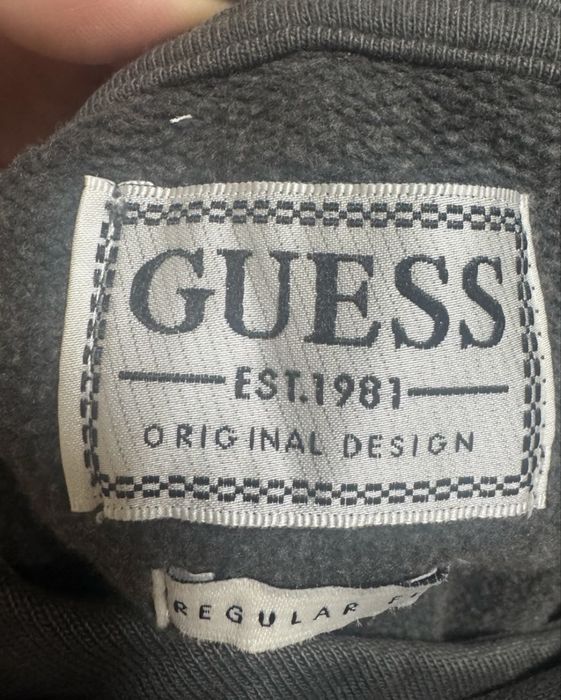 GUESS
EST.1981
ORIGINAL DESIGN
REGULAR